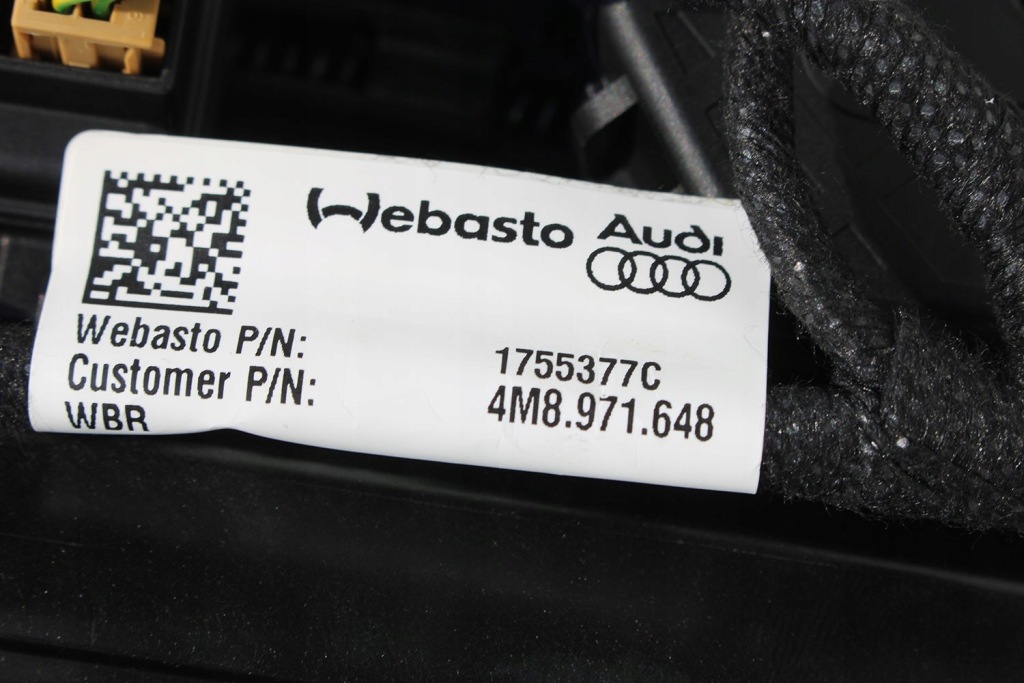 Webasto Audi
Webasto P/N: 1755377C
Customer P/N: 4M8.971.648
WBR